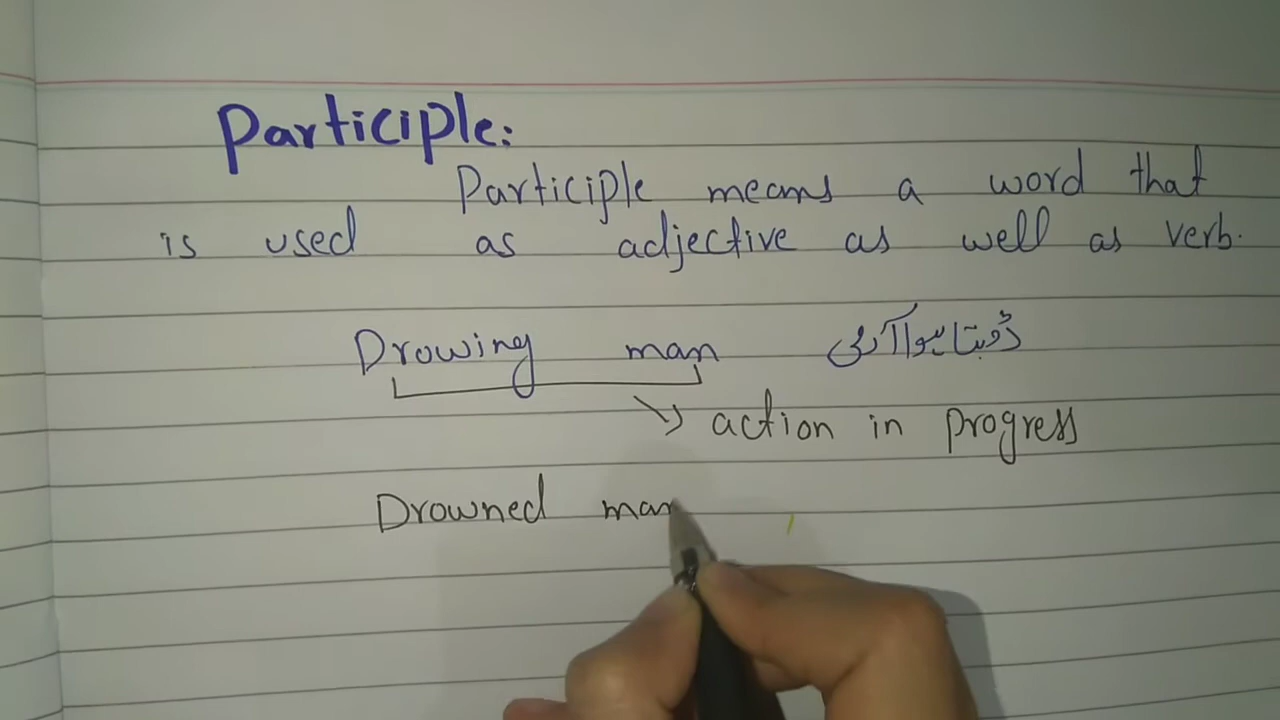 Participle:
Participle means a word that
is used as adjective as well as verb.
Drowing man ڈوبتا ہوا آدمی
action in progress
Drowned man